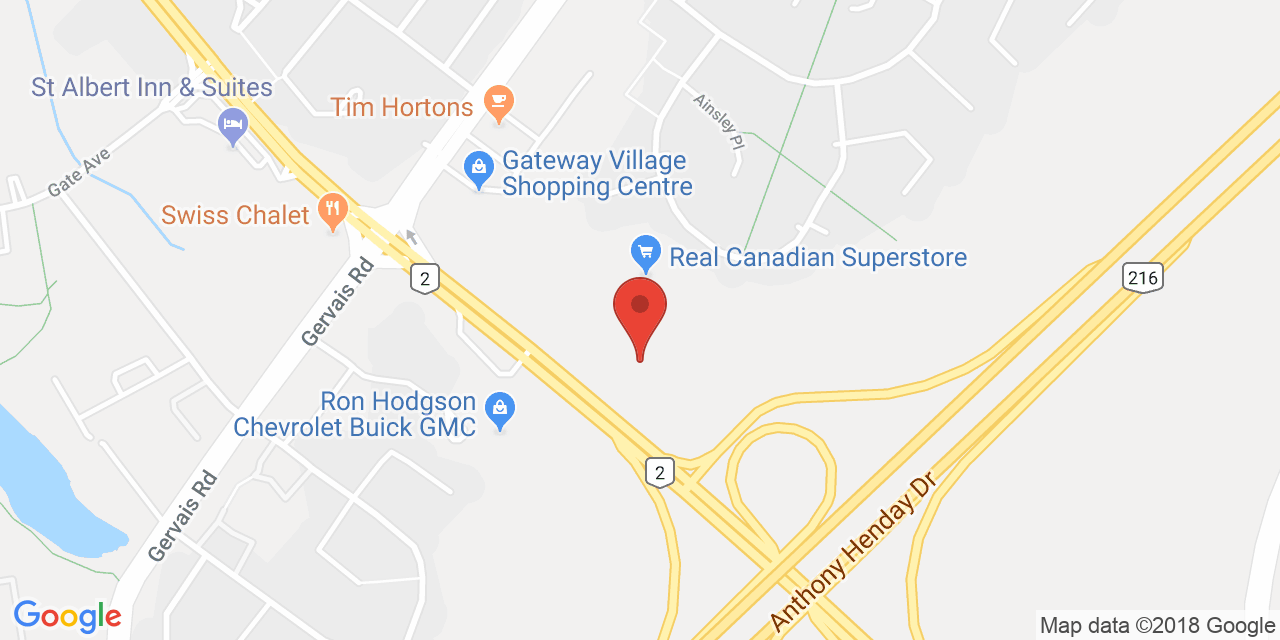 St Albert Inn & Suites
Tim Hortons
Ainsley Pl
Gate Ave
Gateway Village
Shopping Centre
Swiss Chalet
Real Canadian Superstore
2
216
Gervais Rd
Ron Hodgson
Chevrolet Buick GMC
2
Gervais Rd
Anthony Henday Dr
Google
Map data ©2018 Google